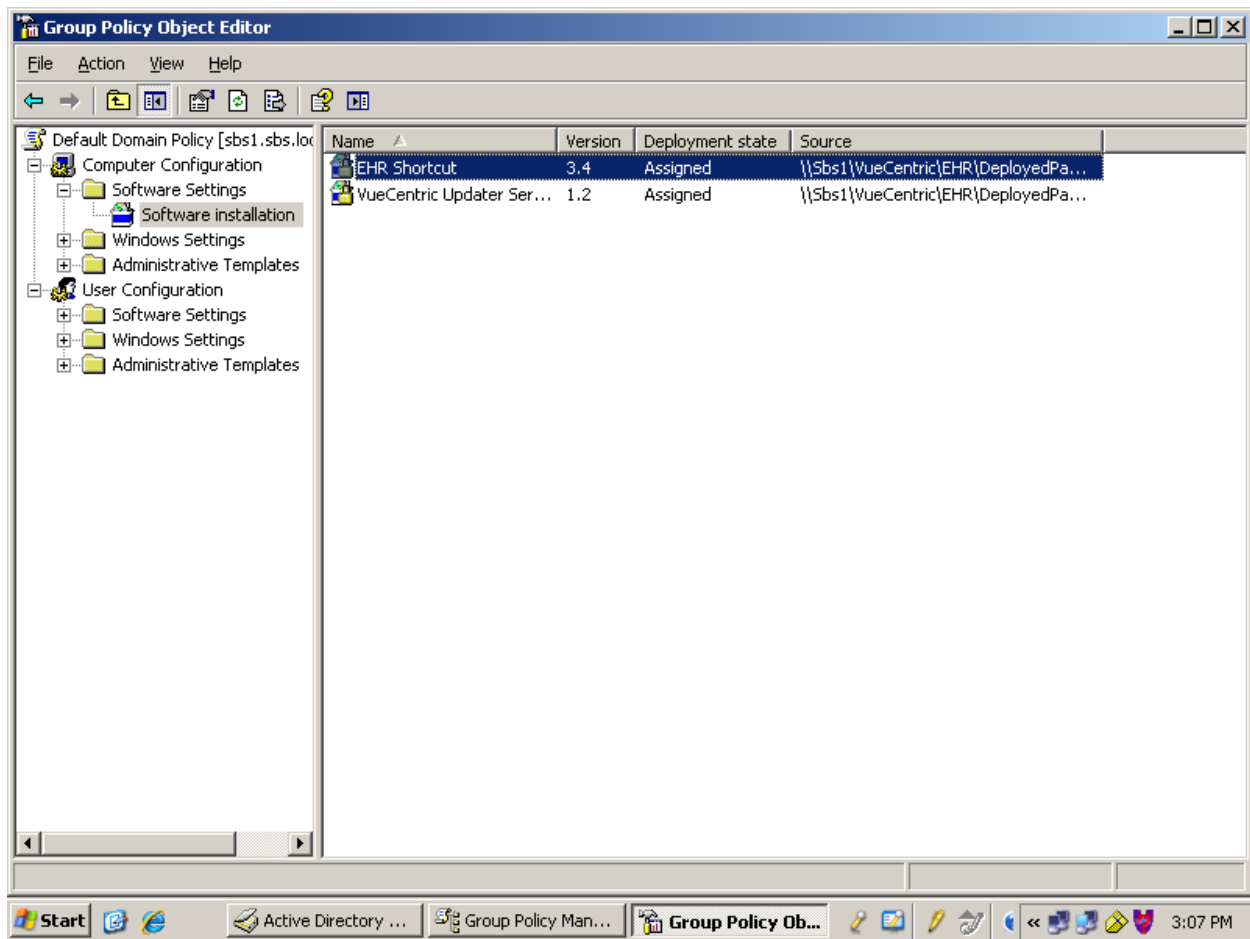 Group Policy Object Editor
File Action View Help
Default Domain Policy [sbs1.sbs.loc
Computer Configuration
Software Settings
Software installation
Windows Settings
Administrative Templates
User Configuration
Software Settings
Windows Settings
Administrative Templates
Name Version Deployment state Source
EHR Shortcut 3.4 Assigned \\Sbs1\VueCentric\EHR\DeployedPa...
VueCentric Updater Ser... 1.2 Assigned \\Sbs1\VueCentric\EHR\DeployedPa...
Start Active Directory ... Group Policy Man... Group Policy Ob... 3:07 PM